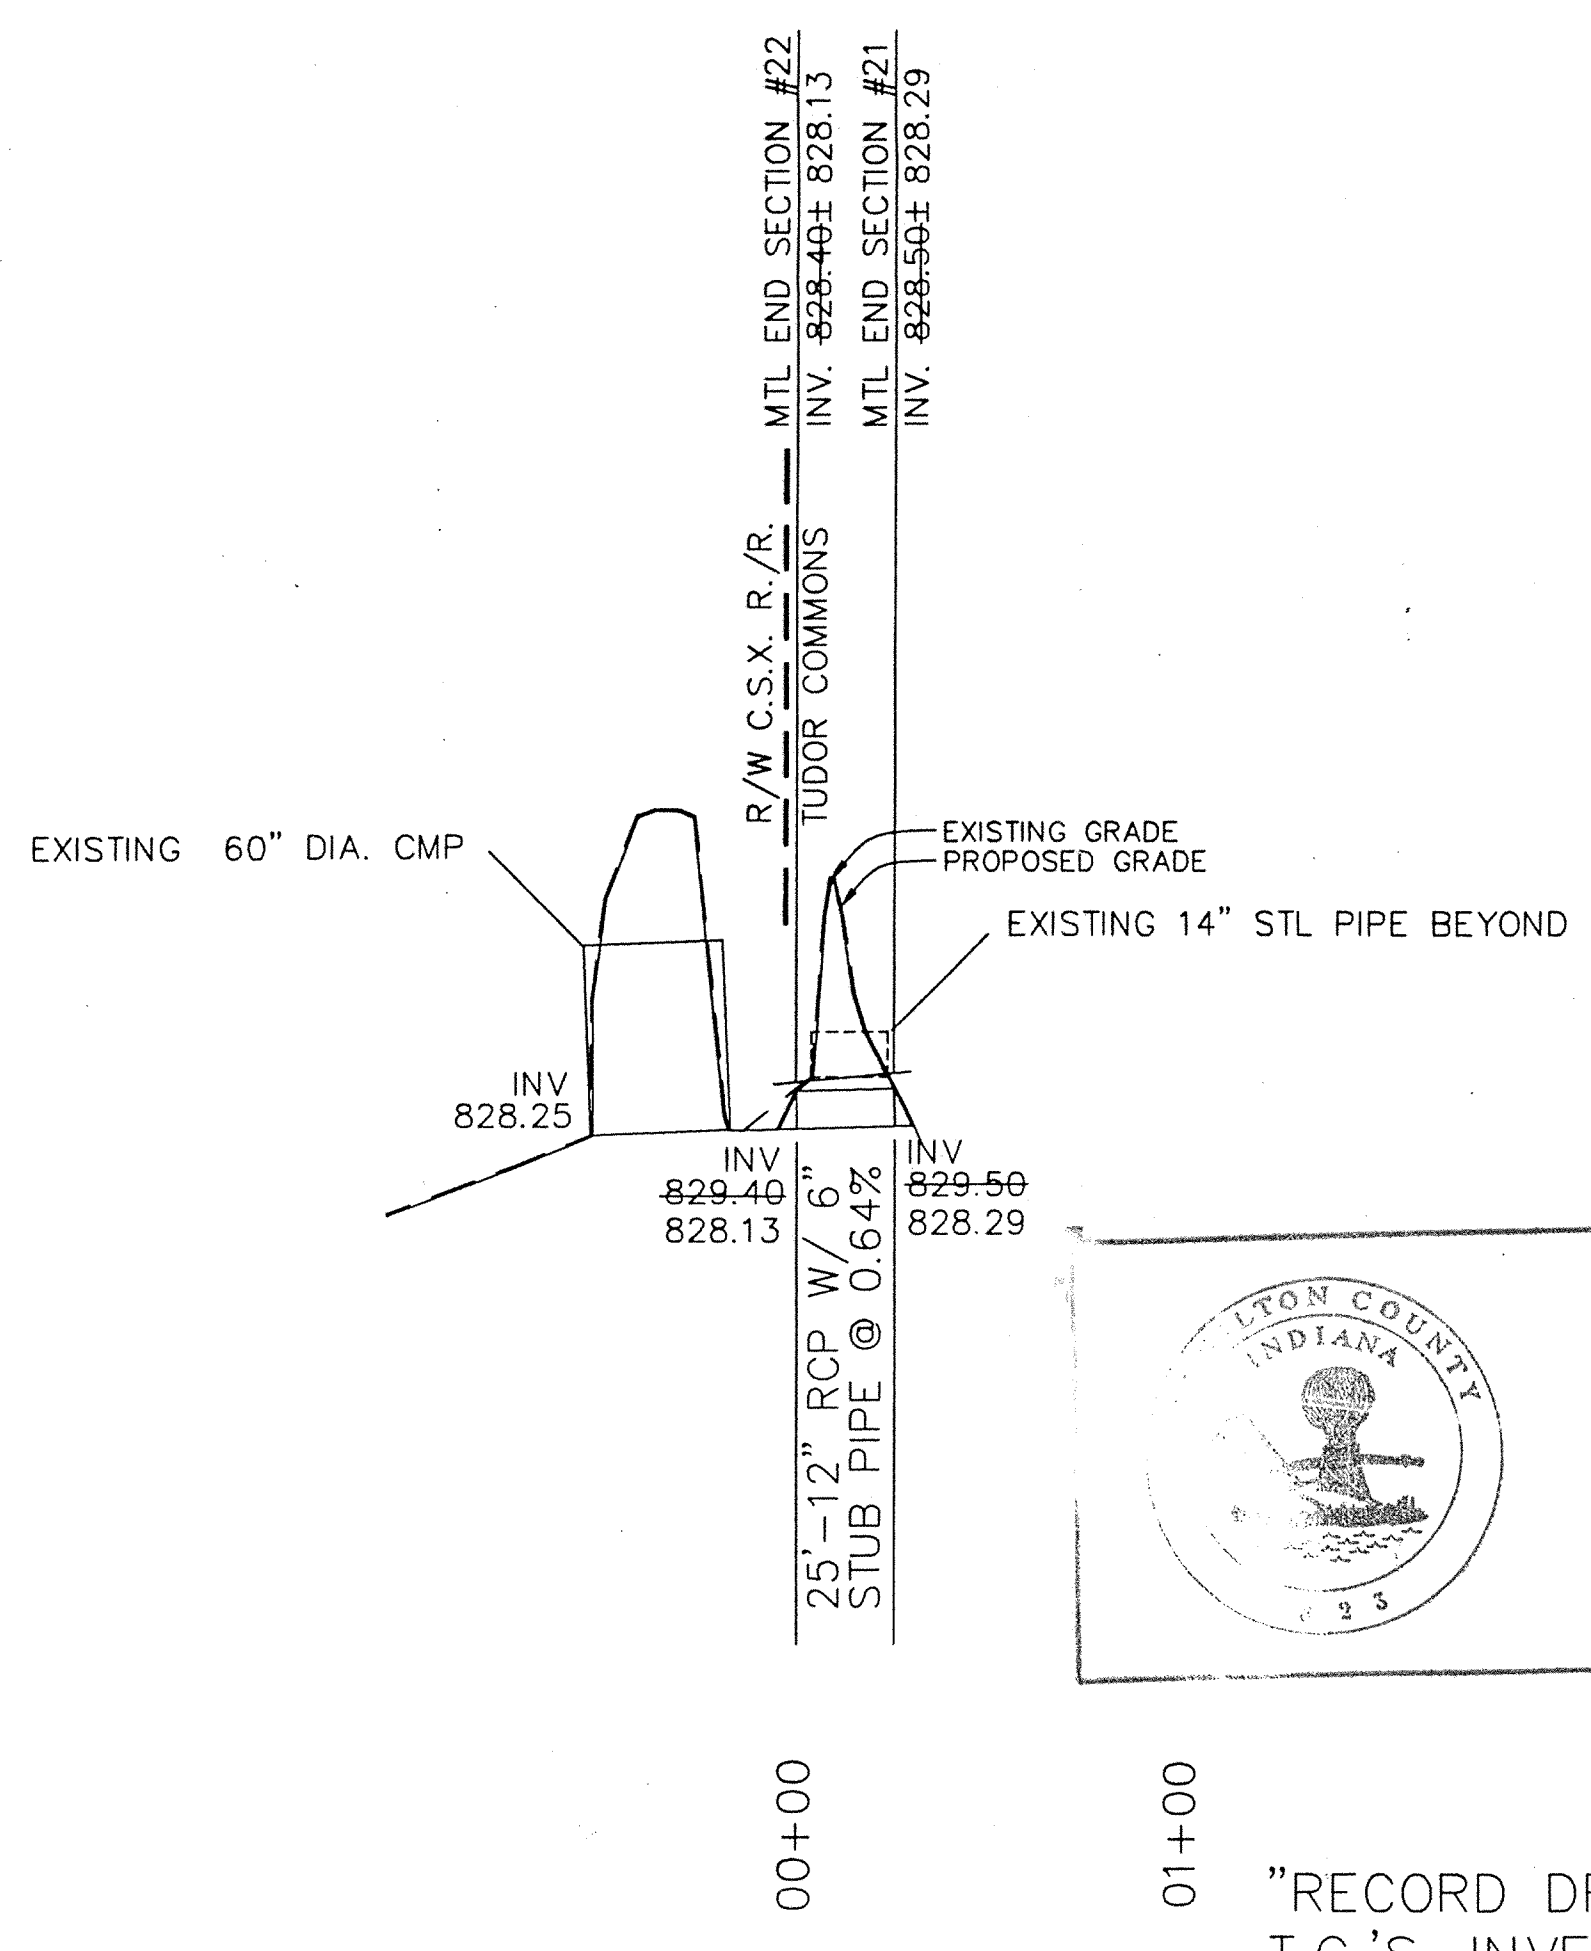 MTL END SECTION #22
INV. 828.40± 828.13
MTL END SECTION #21
INV. 828.50± 828.29
R/W C.S.X. R./R.
TUDOR COMMONS
EXISTING 60" DIA. CMP
EXISTING GRADE
PROPOSED GRADE
EXISTING 14" STL PIPE BEYOND
INV
828.25
INV
829.40
828.13
INV
829.50
828.29
25'-12" RCP W/ 6"
STUB PIPE @ 0.64%
LTON COUNTY
INDIANA
823
00+00
01+00
"RECORD
T.C.'S